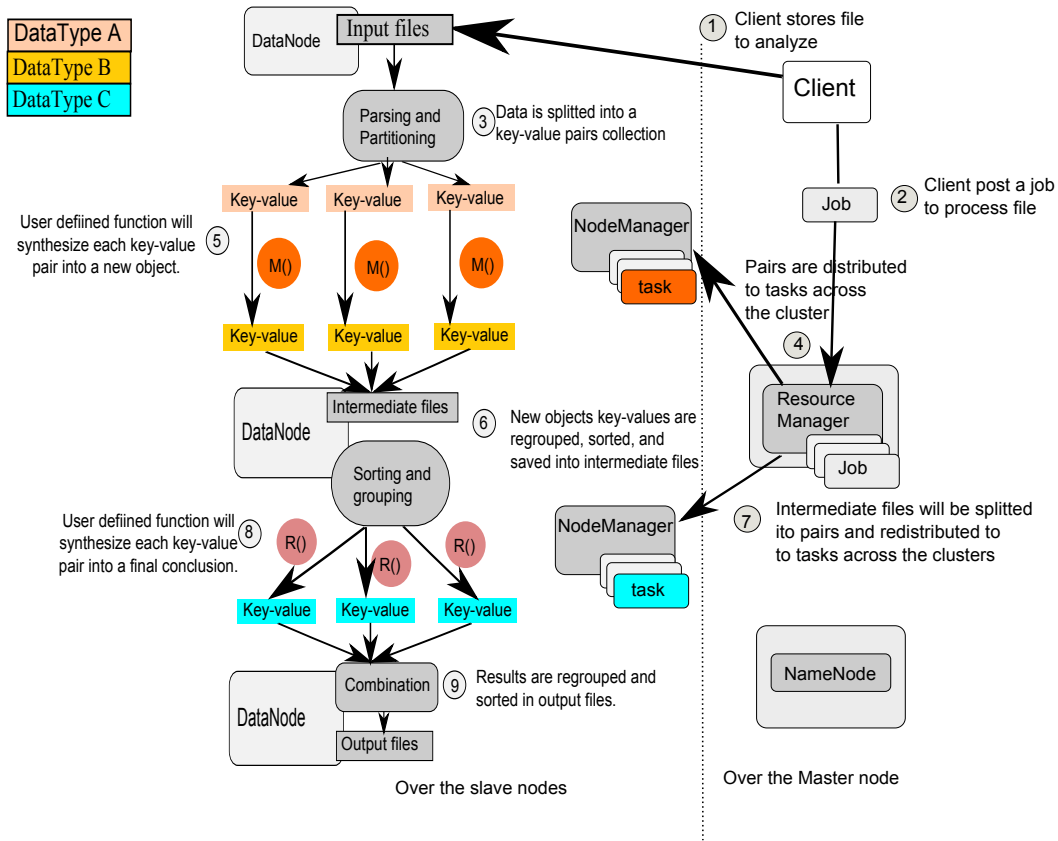 DataType A
DataType B
DataType C
DataNode
Input files
1
Client stores file
to analyze
Client
Parsing and
Partitioning
3
Data is splitted into a
key-value pairs collection
Job
2
Client post a job
to process file
Key-value
Key-value
Key-value
User defiined function will
synthesize each key-value
pair into a new object.
5
M()
M()
M()
NodeManager
task
Pairs are distributed
to tasks across
the cluster
4
Key-value
Key-value
Key-value
Resource
Manager
Job
DataNode
Intermediate files
6
New objects key-values are
regrouped, sorted, and
saved into intermediate files
Sorting and
grouping
User defiined function will
synthesize each key-value
pair into a final conclusion.
8
R()
R()
R()
NodeManager
task
7
Intermediate files will be splitted
ito pairs and redistributed to
to tasks across the clusters
Key-value
Key-value
Key-value
DataNode
Combination
9
Results are regrouped and
sorted in output files.
Output files
NameNode
Over the slave nodes
Over the Master node